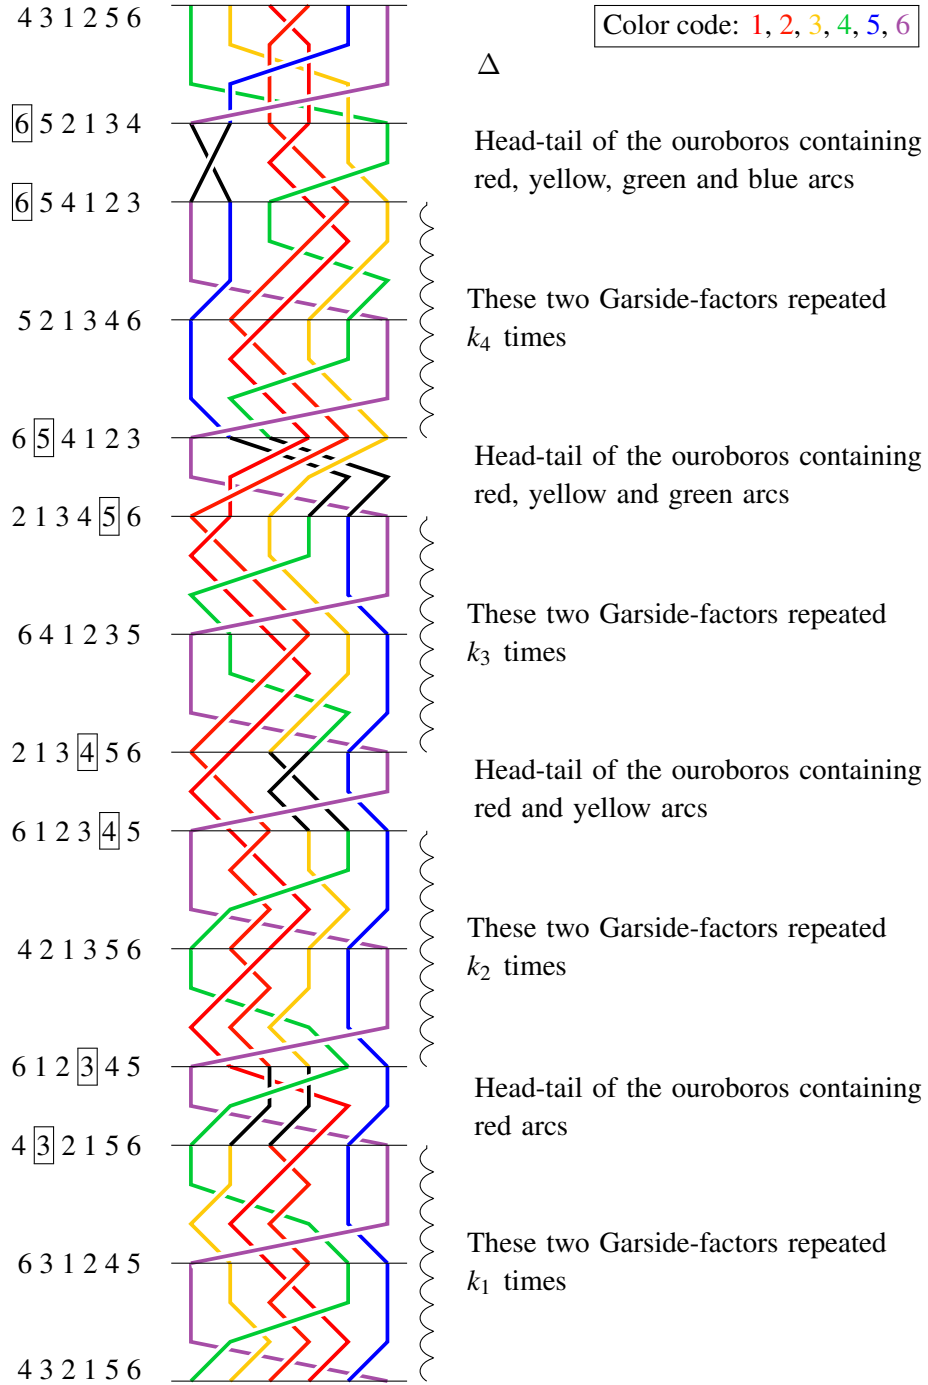 4 3 1 2 5 6
Color code: 1, 2, 3, 4, 5, 6
Δ
6 5 2 1 3 4
Head-tail of the ouroboros containing
red, yellow, green and blue arcs
6 5 4 1 2 3
These two Garside-factors repeated
k₄ times
5 2 1 3 4 6
6 5 4 1 2 3
Head-tail of the ouroboros containing
red, yellow and green arcs
2 1 3 4 5 6
These two Garside-factors repeated
k₃ times
6 4 1 2 3 5
2 1 3 4 5 6
Head-tail of the ouroboros containing
red and yellow arcs
6 1 2 3 4 5
These two Garside-factors repeated
k₂ times
4 2 1 3 5 6
6 1 2 3 4 5
Head-tail of the ouroboros containing
red arcs
4 3 2 1 5 6
These two Garside-factors repeated
k₁ times
6 3 1 2 4 5
4 3 2 1 5 6